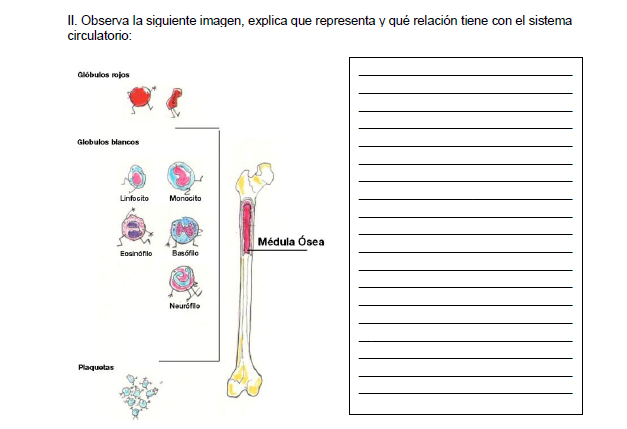 II. Observa la siguiente imagen, explica que representa y qué relación tiene con el sistema
circulatorio:
Glóbulos rojos
Globulos blancos
Linfocito Monocito
Médula Ósea
Eosinófilo Basófilo
Neurófilo
Plaquetas